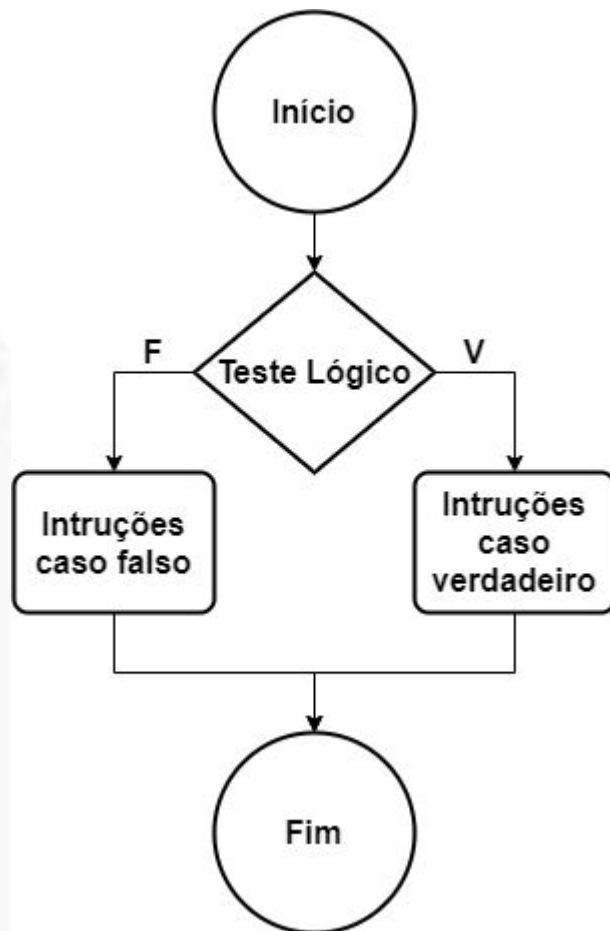 Início
F
V
Teste Lógico
Intruções
caso falso
Intruções
caso
verdadeiro
Fim